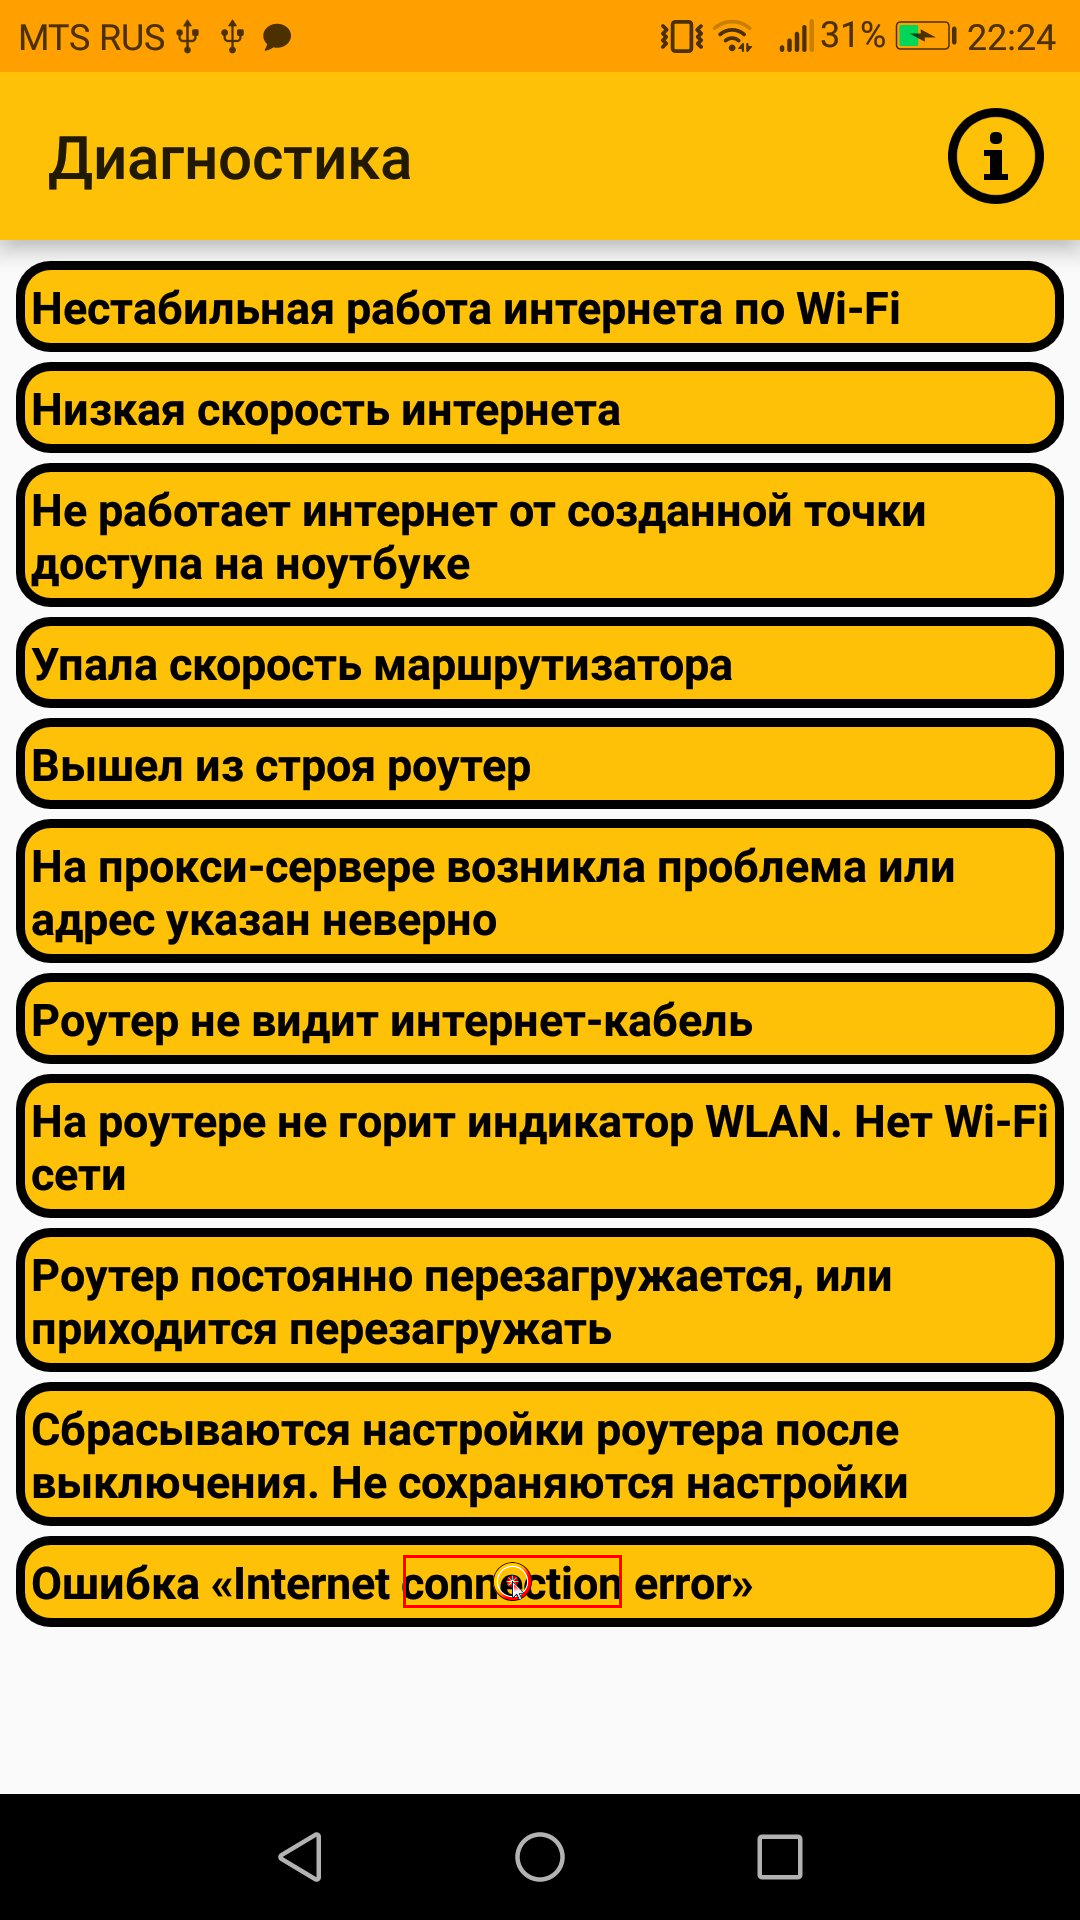 MTS RUS 31% 22:24
Диагностика
Нестабильная работа интернета по Wi-Fi
Низкая скорость интернета
Не работает интернет от созданной точки
доступа на ноутбуке
Упала скорость маршрутизатора
Вышел из строя роутер
На прокси-сервере возникла проблема или
адрес указан неверно
Роутер не видит интернет-кабель
На роутере не горит индикатор WLAN. Нет Wi-Fi
сети
Роутер постоянно перезагружается, или
приходится перезагружать
Сбрасываются настройки роутера после
выключения. Не сохраняются настройки
Ошибка «Internet connection error»